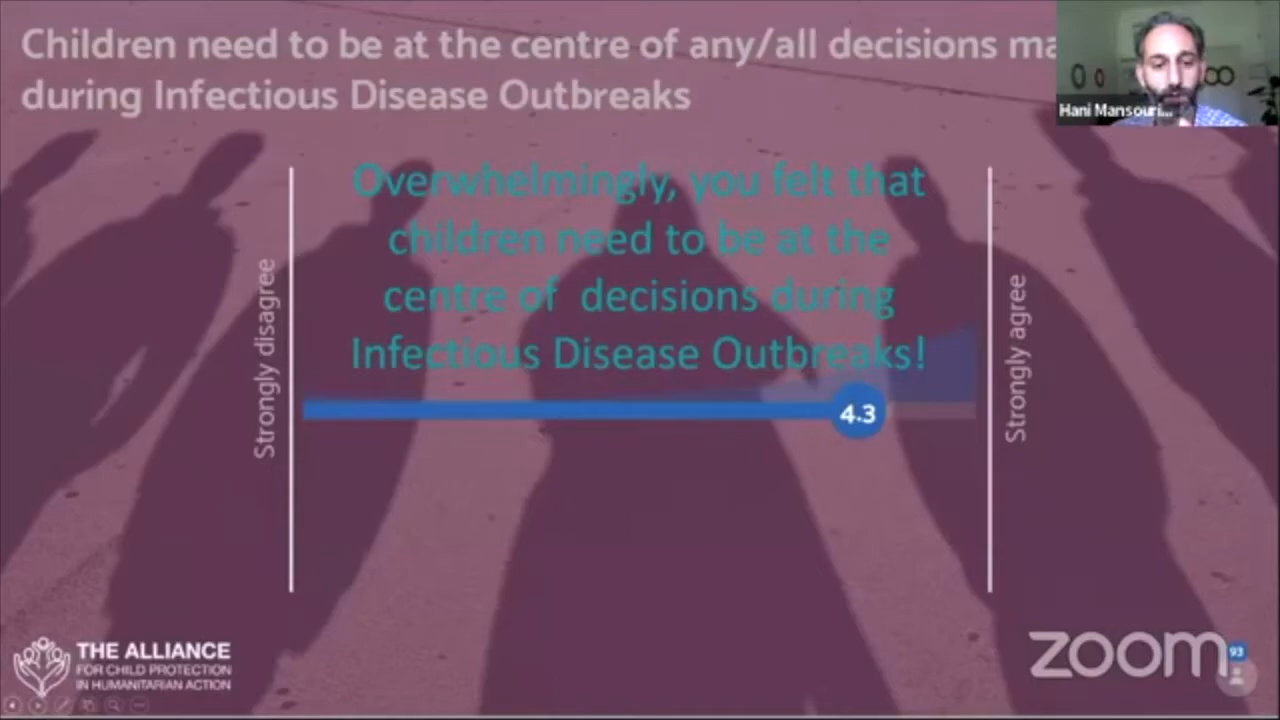 Children need to be at the centre of any/all decisions ma
during Infectious Disease Outbreaks
Hani Mansouri...
Overwhelmingly, you felt that
children need to be at the
centre of decisions during
Infectious Disease Outbreaks!
Strongly disagree
Strongly agree
4.3
THE ALLIANCE
FOR CHILD PROTECTION
IN HUMANITARIAN ACTION
zoom
93